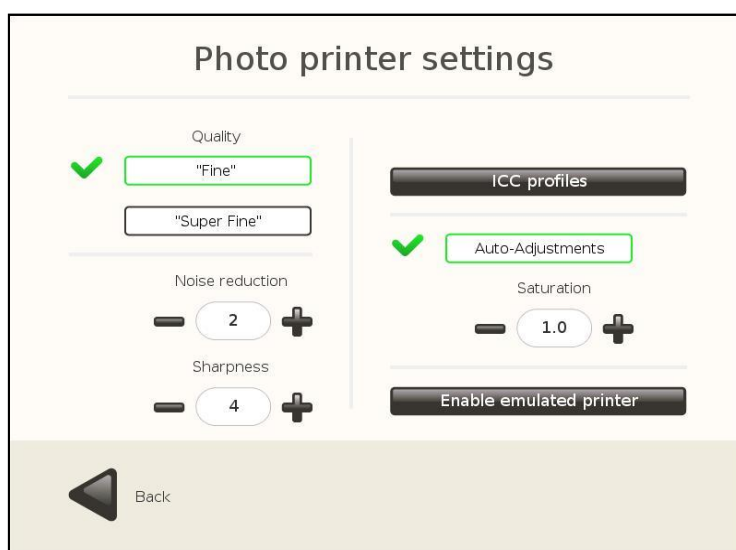 Photo printer settings
Quality
"Fine"
"Super Fine"
Noise reduction
2
Sharpness
4
ICC profiles
Auto-Adjustments
Saturation
1.0
Enable emulated printer
Back